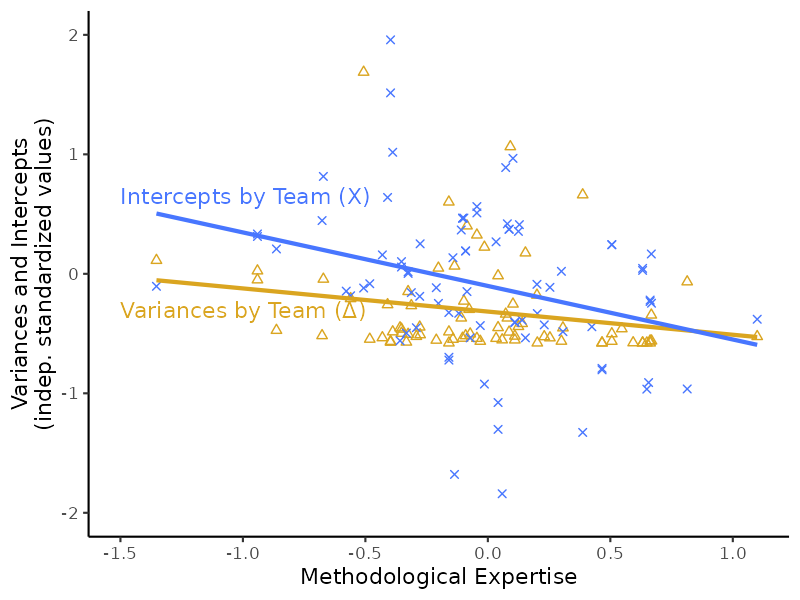 Variances and Intercepts
(indep. standardized values)
2
1
0
-1
-2
Intercepts by Team (X)
Variances by Team (Δ)
-1.5 -1.0 -0.5 0.0 0.5 1.0
Methodological Expertise